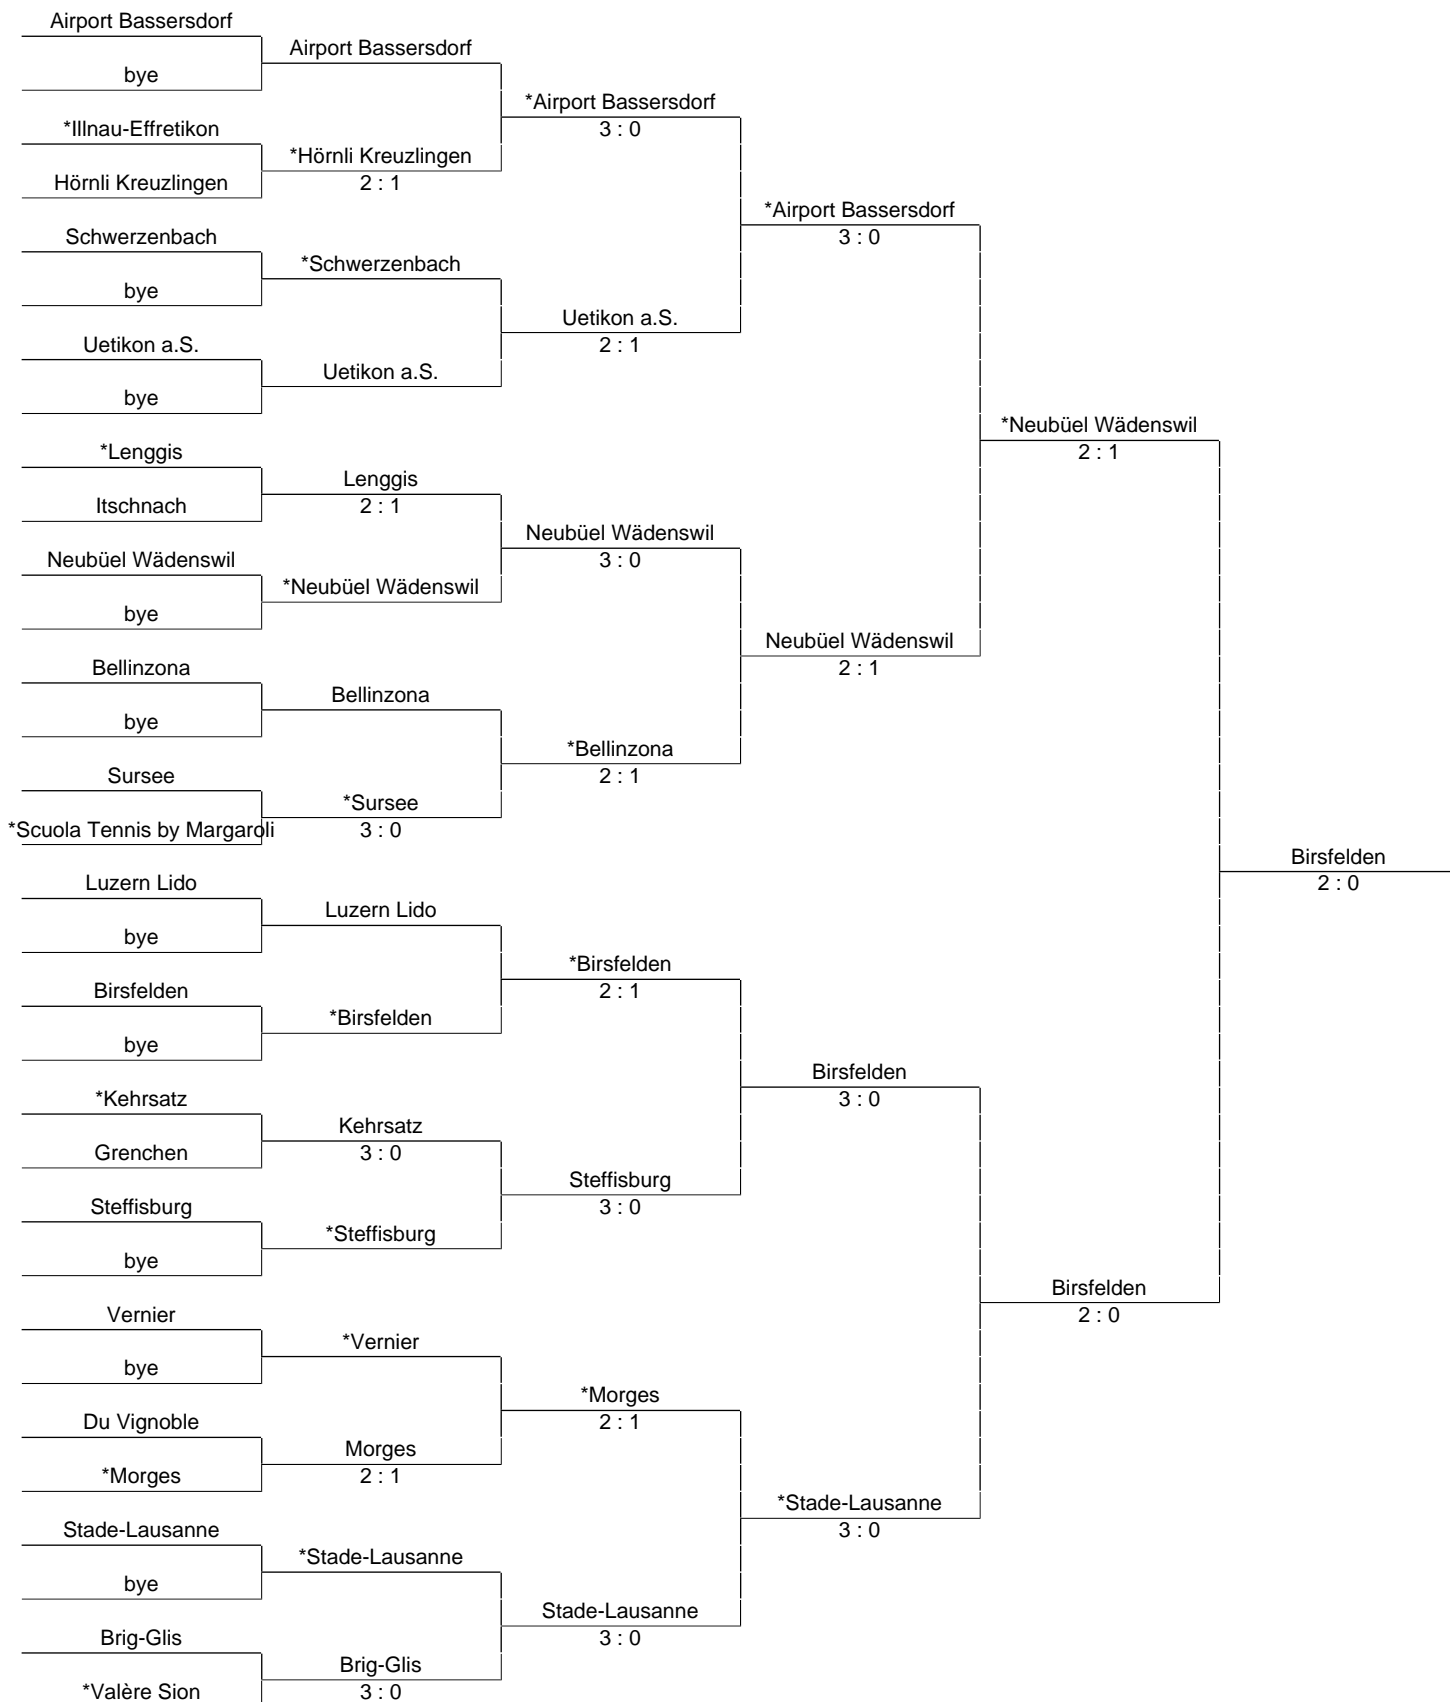 Airport Bassersdorf
bye
*Illnau-Effretikon
Hörnli Kreuzlingen
Schwerzenbach
bye
Uetikon a.S.
bye
*Lenggis
Itschnach
Neubüel Wädenswil
bye
Bellinzona
bye
Sursee
*Scuola Tennis by Margaroli
Luzern Lido
bye
Birsfelden
bye
*Kehrsatz
Grenchen
Steffisburg
bye
Vernier
bye
Du Vignoble
*Morges
Stade-Lausanne
bye
Brig-Glis
*Valère Sion
Airport Bassersdorf
*Hörnli Kreuzlingen
2 : 1
*Schwerzenbach
Uetikon a.S.
Lenggis
2 : 1
*Neubüel Wädenswil
Bellinzona
*Sursee
3 : 0
Luzern Lido
*Birsfelden
Kehrsatz
3 : 0
*Steffisburg
*Vernier
Morges
2 : 1
*Stade-Lausanne
Brig-Glis
3 : 0
*Airport Bassersdorf
3 : 0
Uetikon a.S.
2 : 1
Neubüel Wädenswil
3 : 0
*Bellinzona
2 : 1
*Birsfelden
2 : 1
Steffisburg
3 : 0
*Morges
2 : 1
Stade-Lausanne
3 : 0
*Airport Bassersdorf
3 : 0
Neubüel Wädenswil
2 : 1
Birsfelden
3 : 0
*Stade-Lausanne
3 : 0
*Neubüel Wädenswil
2 : 1
Birsfelden
2 : 0
Birsfelden
2 : 0